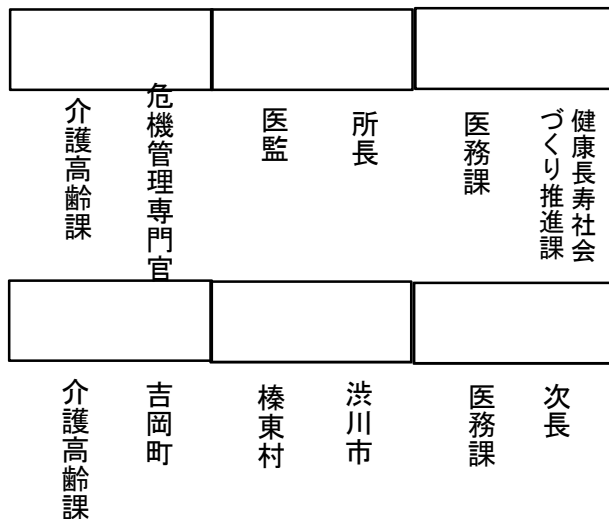 健康長寿社会
づくり推進課
医務課
所長
医監
危機管理専門官
介護高齢課
次長
医務課
渋川市
榛東村
吉岡町
介護高齢課